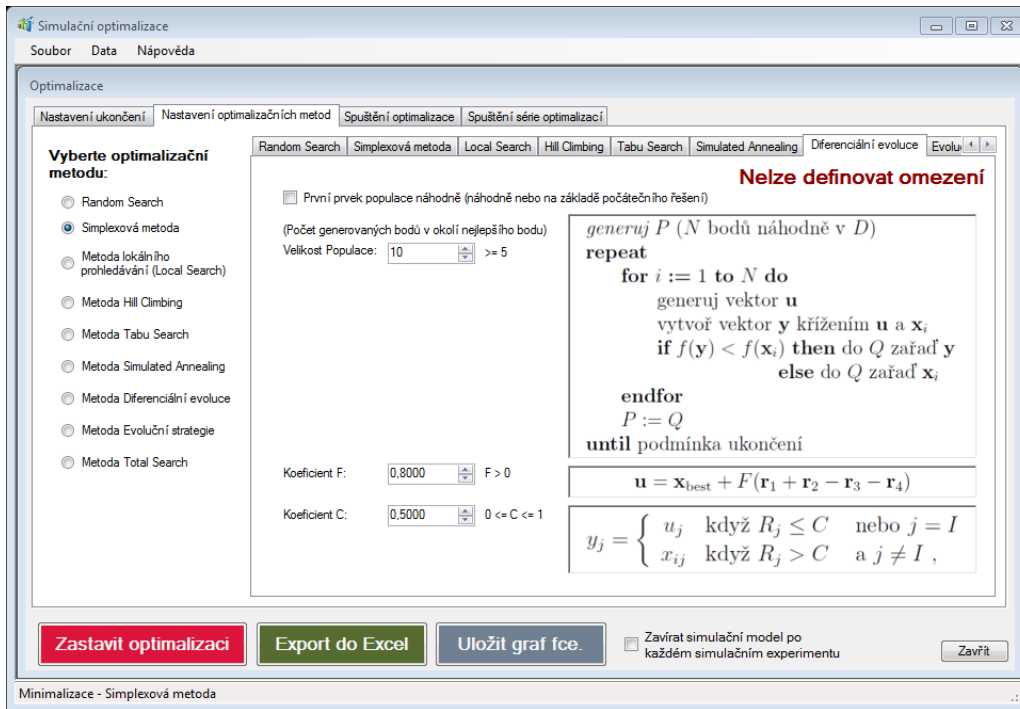 Simulační optimalizace
Soubor Data Nápověda
Optimalizace
Nastavení ukončení Nastavení optimalizačních metod Spuštění optimalizace Spuštění série optimalizací
Vyberte optimalizační
metodu:
Random Search
Simplexová metoda
Metoda lokálního
prohledávání (Local Search)
Metoda Hill Climbing
Metoda Tabu Search
Metoda Simulated Annealing
Metoda Diferenciální evoluce
Metoda Evoluční strategie
Metoda Total Search
Random Search Simplexová metoda Local Search Hill Climbing Tabu Search Simulated Annealing Diferenciální evoluce Evolu
Nelze definovat omezení
První prvek populace náhodně (náhodně nebo na základě počátečního řešení)
(Počet generovaných bodů v okolí nejlepšího bodu)
Velikost Populace: 10 >= 5
generuj P (N bodů náhodně v D)
repeat
for i := 1 to N do
generuj vektor u
vytvoř vektor y křížením u a xᵢ
if f(y) < f(xᵢ) then do Q zařaď y
else do Q zařaď xᵢ
endfor
P := Q
until podmínka ukončení
Koeficient F: 0,8000 F > 0
u = x_best + F(r₁ + r₂ − r₃ − r₄)
Koeficient C: 0,5000 0 <= C <= 1
yⱼ = { uⱼ když Rⱼ ≤ C nebo j = I
xᵢⱼ když Rⱼ > C a j ≠ I ,
Zastavit optimalizaci Export do Excel Uložit graf fce.
Zavírat simulační model po
každém simulačním experimentu
Zavřít
Minimalizace - Simplexová metoda